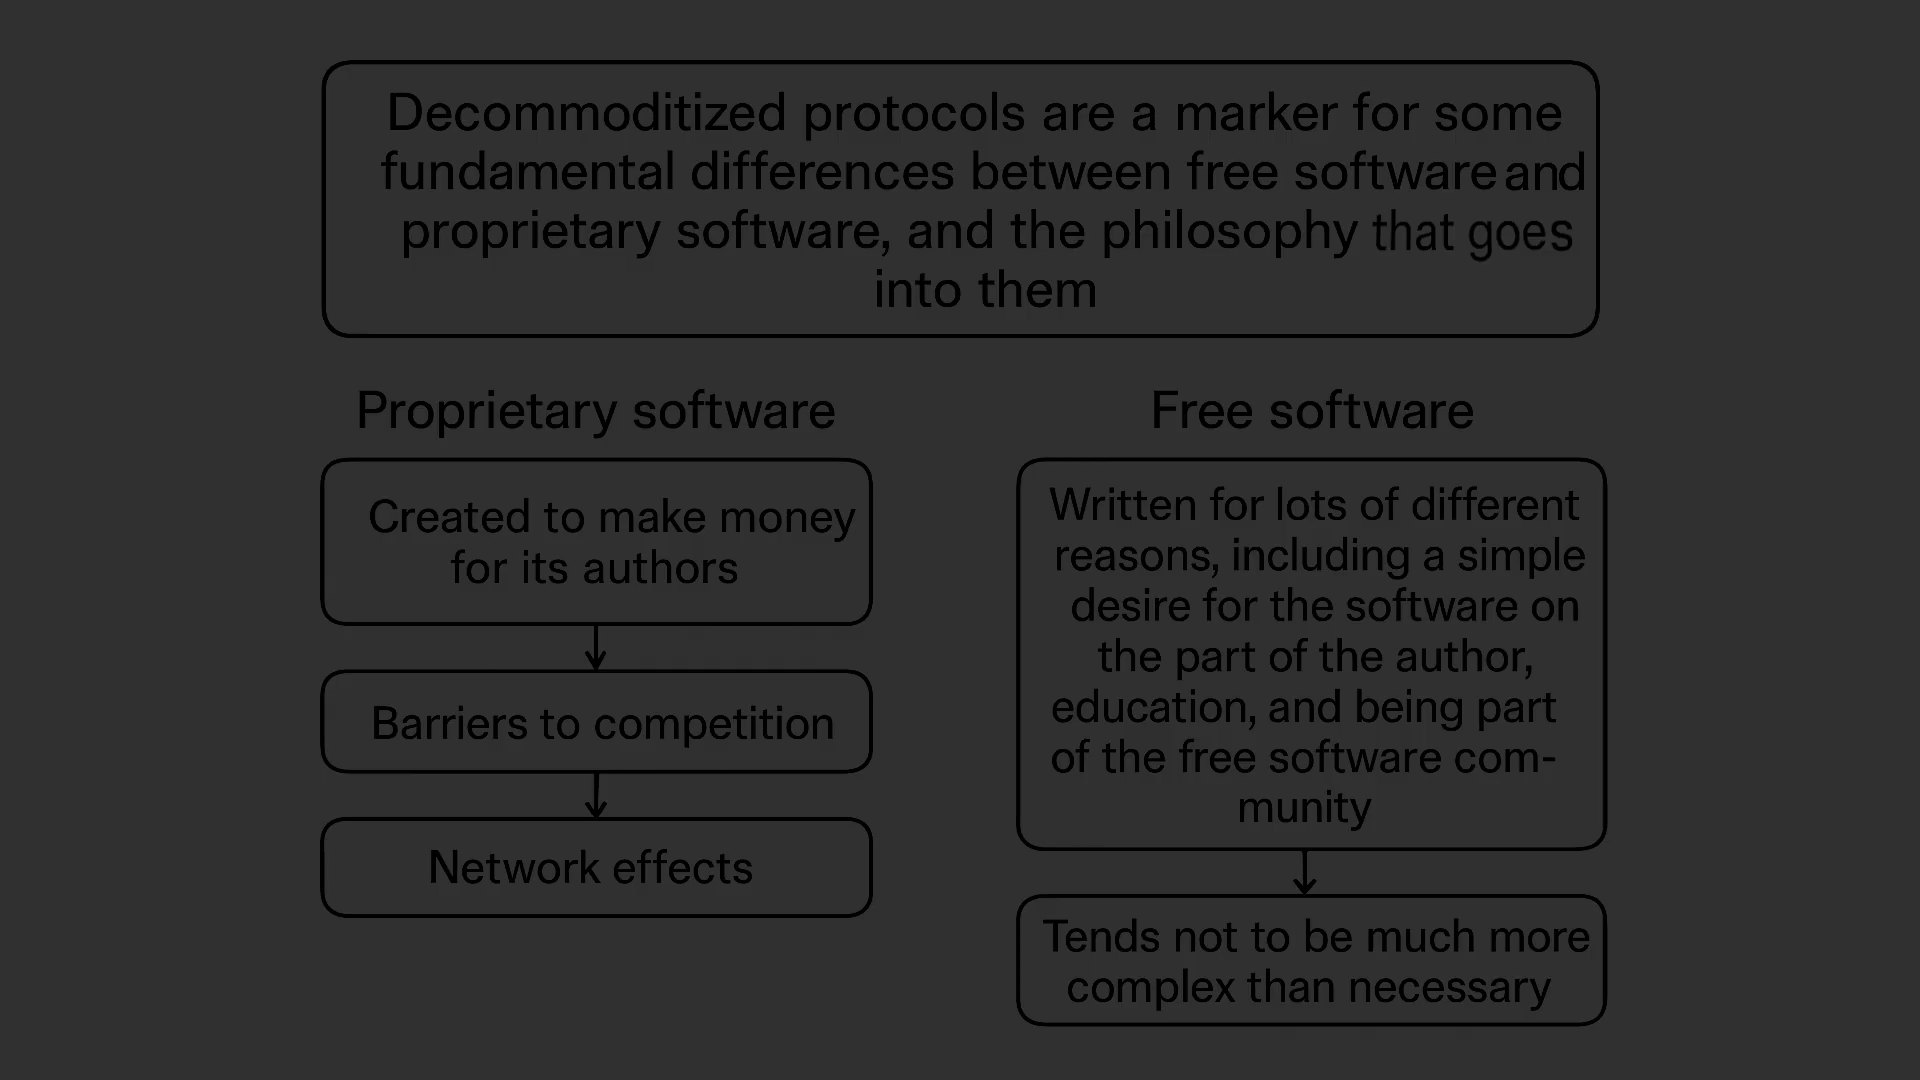 Decommoditized protocols are a marker for some
fundamental differences between free software and
proprietary software, and the philosophy that goes
into them
Proprietary software
Created to make money
for its authors
Barriers to competition
Network effects
Free software
Written for lots of different
reasons, including a simple
desire for the software on
the part of the author,
education, and being part
of the free software com-
munity
Tends not to be much more
complex than necessary